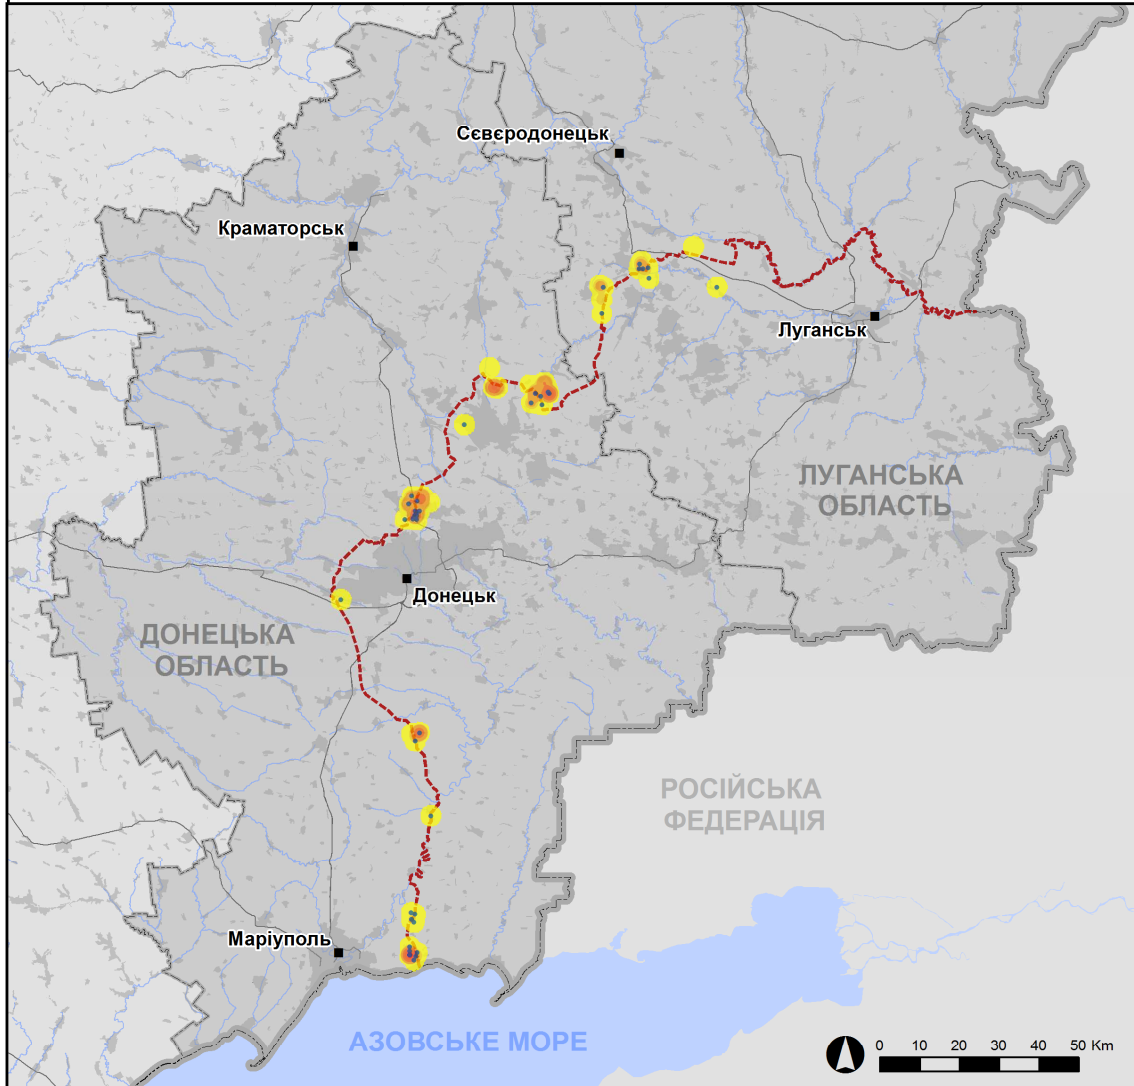 Сєвєродонецьк
Краматорськ
Луганськ
ЛУГАНСЬКА
ОБЛАСТЬ
Донецьк
ДОНЕЦЬКА
ОБЛАСТЬ
РОСІЙСЬКА
ФЕДЕРАЦІЯ
Маріуполь
АЗОВСЬКЕ МОРЕ
0 10 20 30 40 50 Km